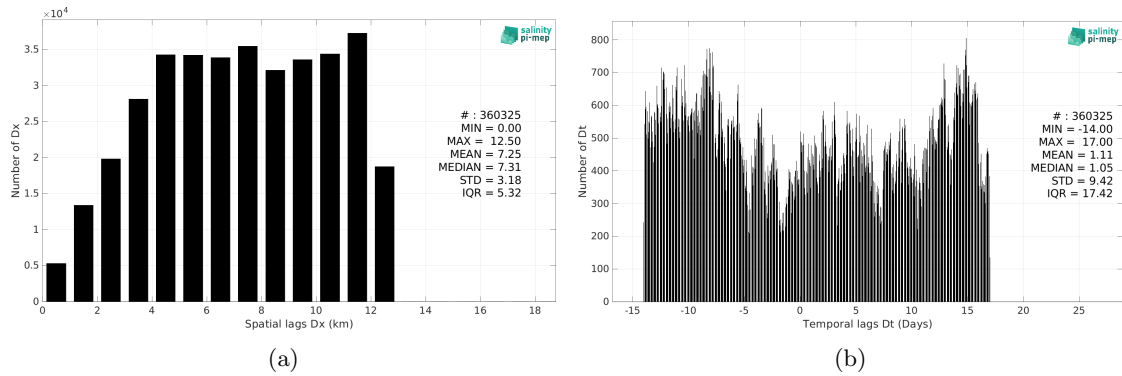 ×10^4
4
3.5
3
2.5
2
1.5
1
0.5
0
Number of Dx
0 2 4 6 8 10 12 14 16 18
Spatial lags Dx (km)
salinity
pi-mep
# : 360325
MIN = 0.00
MAX = 12.50
MEAN = 7.25
MEDIAN = 7.31
STD = 3.18
IQR = 5.32
(a)
800
700
600
500
400
300
200
100
0
Number of Dt
-15 -10 -5 0 5 10 15 20 25
Temporal lags Dt (Days)
salinity
pi-mep
# : 360325
MIN = -14.00
MAX = 17.00
MEAN = 1.11
MEDIAN = 1.05
STD = 9.42
IQR = 17.42
(b)